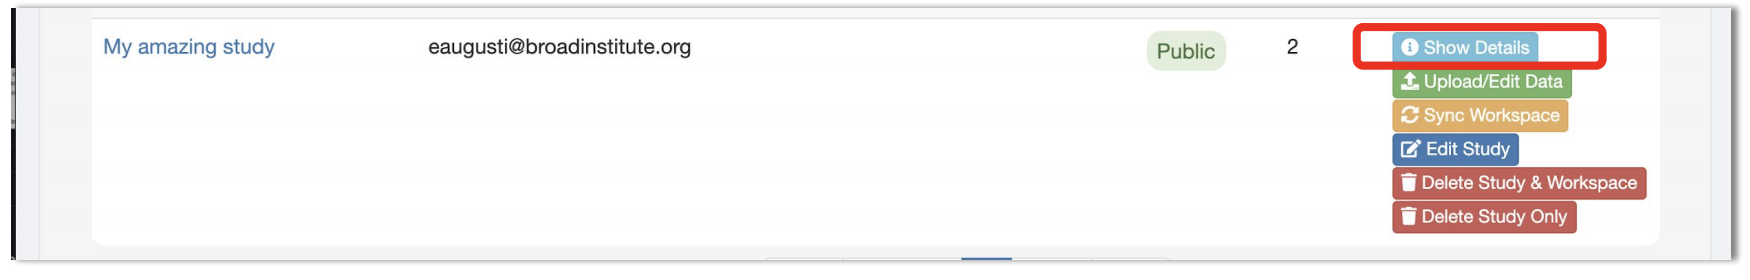 My amazing study eaugusti@broadinstitute.org Public 2 Show Details
Upload/Edit Data
Sync Workspace
Edit Study
Delete Study & Workspace
Delete Study Only